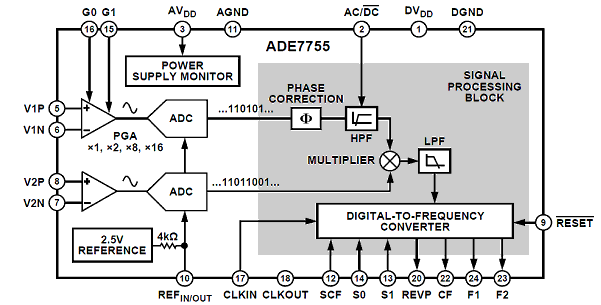 G0 G1 AVDD AGND AC/DC DVDD DGND
16 15 3 11 2 1 21
ADE7755
POWER
SUPPLY MONITOR
SIGNAL
PROCESSING
BLOCK
PHASE
CORRECTION
V1P 5 + ADC ...110101... Φ
V1N 6 – HPF
PGA
×1, ×2, ×8, ×16
LPF
MULTIPLIER
V2P 8 + ADC ...11011001...
V2N 7 –
DIGITAL-TO-FREQUENCY
CONVERTER
9 RESET
4kΩ
2.5V
REFERENCE
10 17 18 12 14 13 20 22 24 23
REFIN/OUT CLKIN CLKOUT SCF S0 S1 REVP CF F1 F2